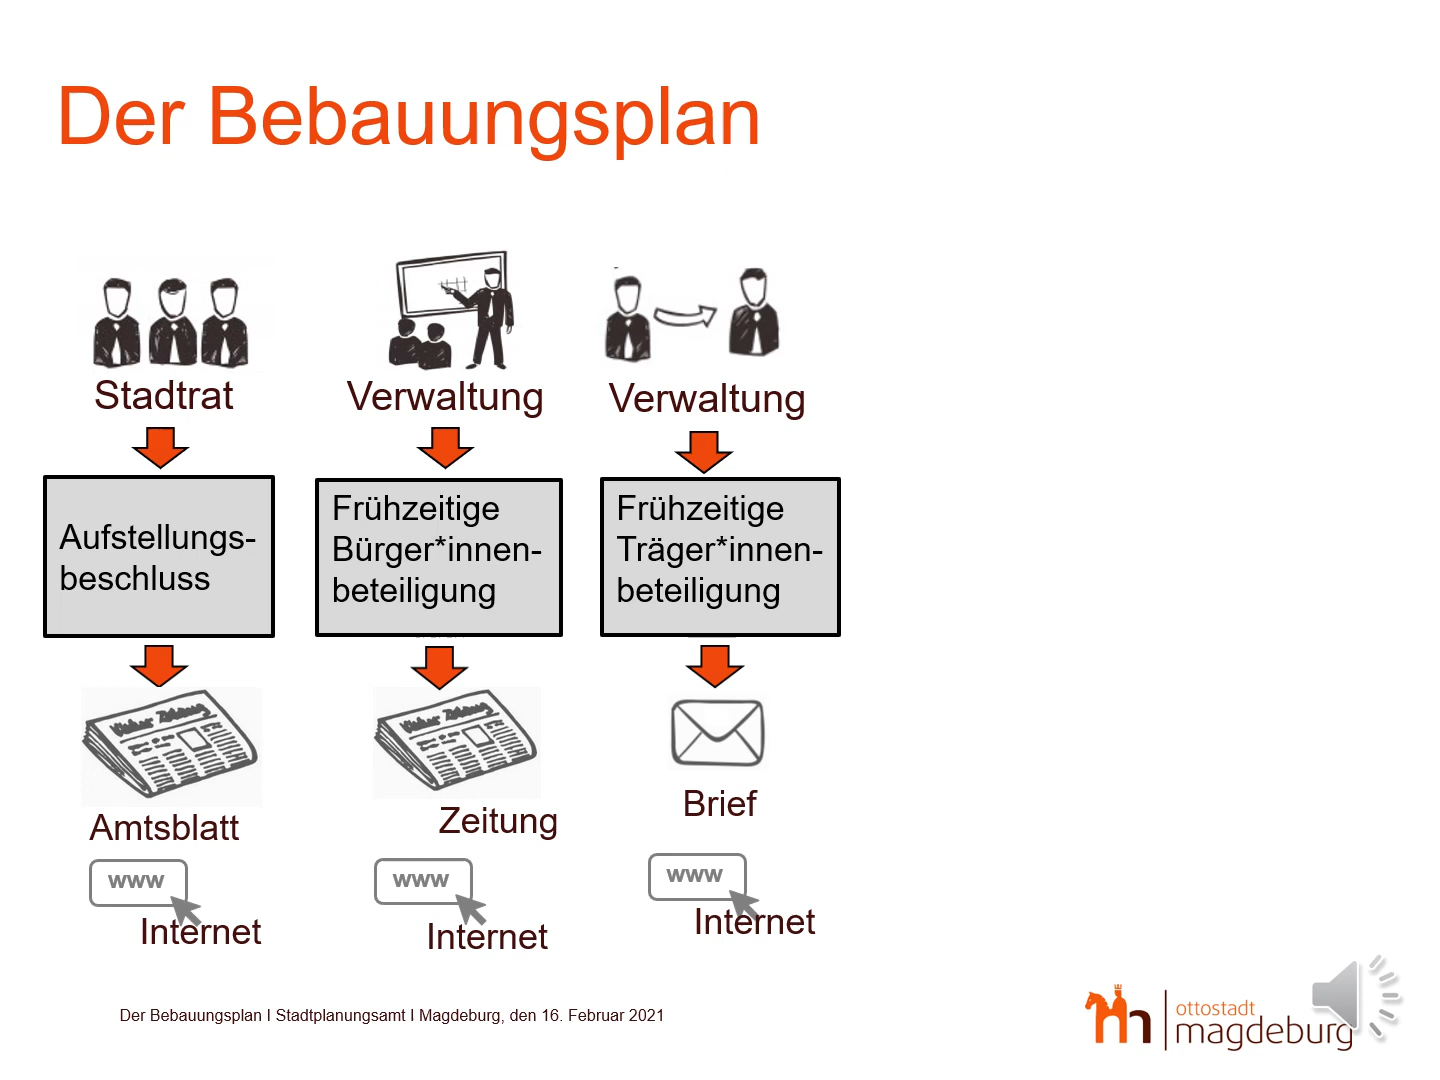 Der Bebauungsplan
Stadtrat
Aufstellungs-
beschluss
Amtsblatt
www
Internet
Verwaltung
Frühzeitige
Bürger*innen-
beteiligung
Zeitung
www
Internet
Verwaltung
Frühzeitige
Träger*innen-
beteiligung
Brief
www
Internet
Der Bebauungsplan I Stadtplanungsamt I Magdeburg, den 16. Februar 2021
ottostadt
magdeburg